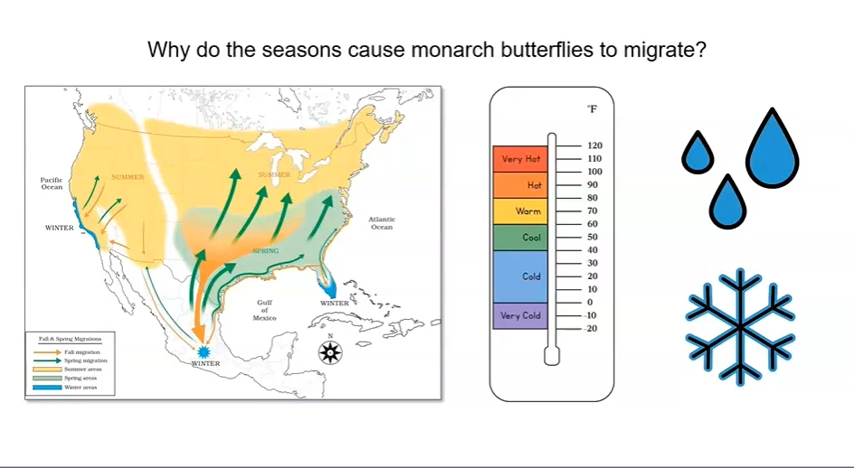 Why do the seasons cause monarch butterflies to migrate?
Pacific
Ocean
SUMMER
SUMMER
WINTER
Atlantic
Ocean
SPRING
Gulf
of
Mexico
WINTER
WINTER
N
Fall & Spring Migrations
Fall migration
Spring migration
Summer areas
Spring areas
Winter areas
°F
120
Very Hot 110
100
Hot 90
80
Warm 70
60
Cool 50
40
30
Cold 20
10
0
Very Cold -10
-20